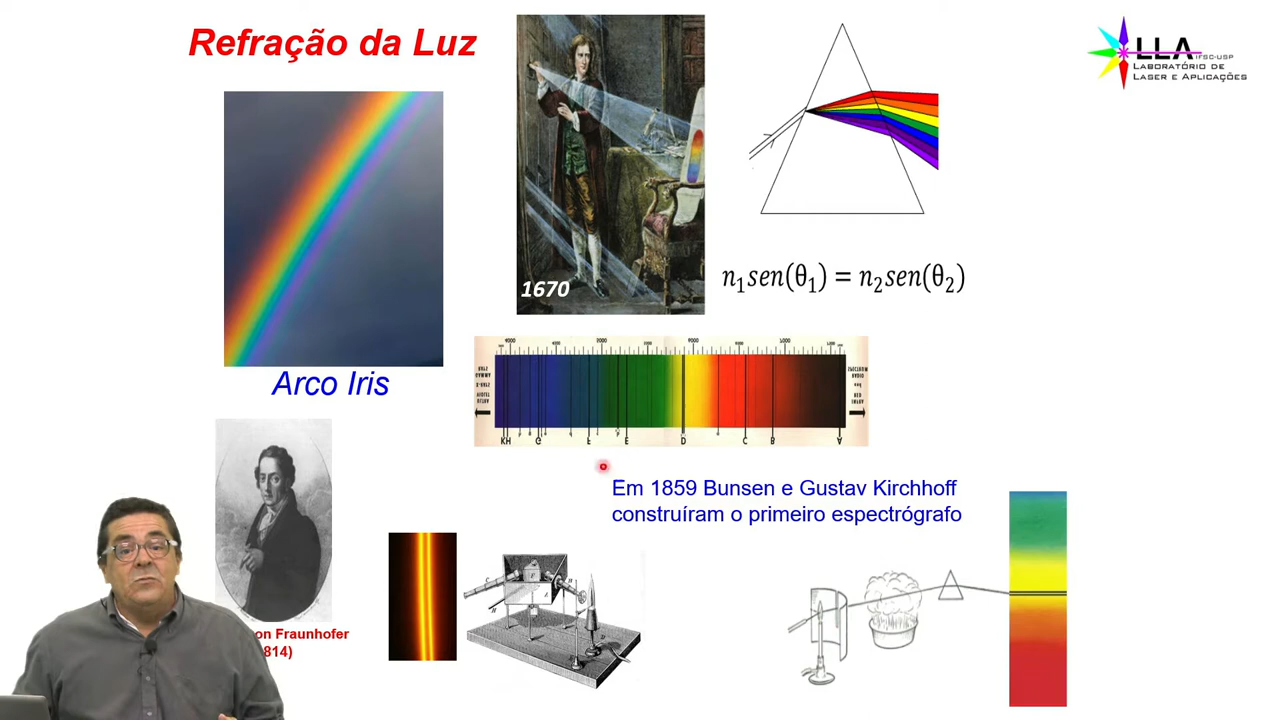 Refração da Luz
LLA
IFSC-USP
LABORATÓRIO DE
LASER E APLICAÇÕES
1670
n₁sen(θ₁) = n₂sen(θ₂)
Arco Iris
KH
G
F
E
D
C
B
A
Em 1859 Bunsen e Gustav Kirchhoff
construíram o primeiro espectrógrafo
on Fraunhofer
814)